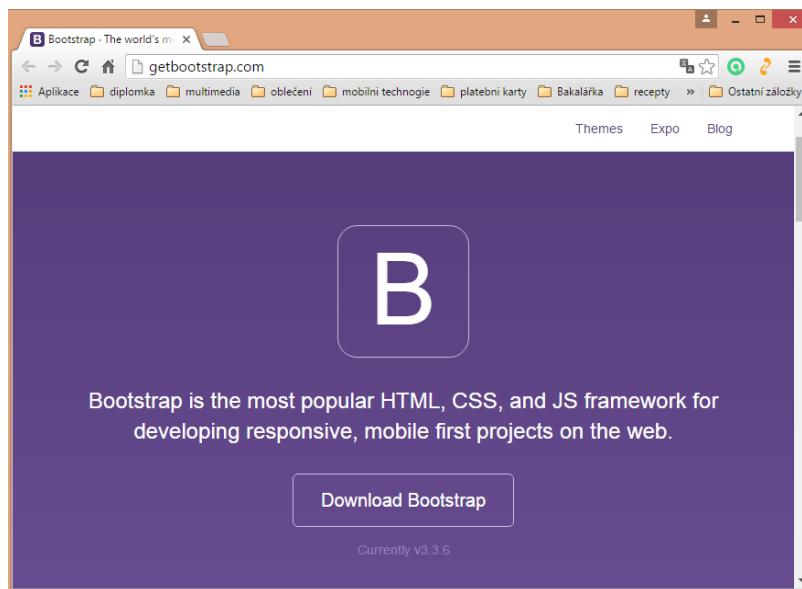 B Bootstrap - The world's m
getbootstrap.com
Aplikace diplomka multimedia oblečení mobilni technogie platebni karty Bakalářka recepty » Ostatní záložky
Themes Expo Blog
B
Bootstrap is the most popular HTML, CSS, and JS framework for
developing responsive, mobile first projects on the web.
Download Bootstrap
Currently v3.3.6